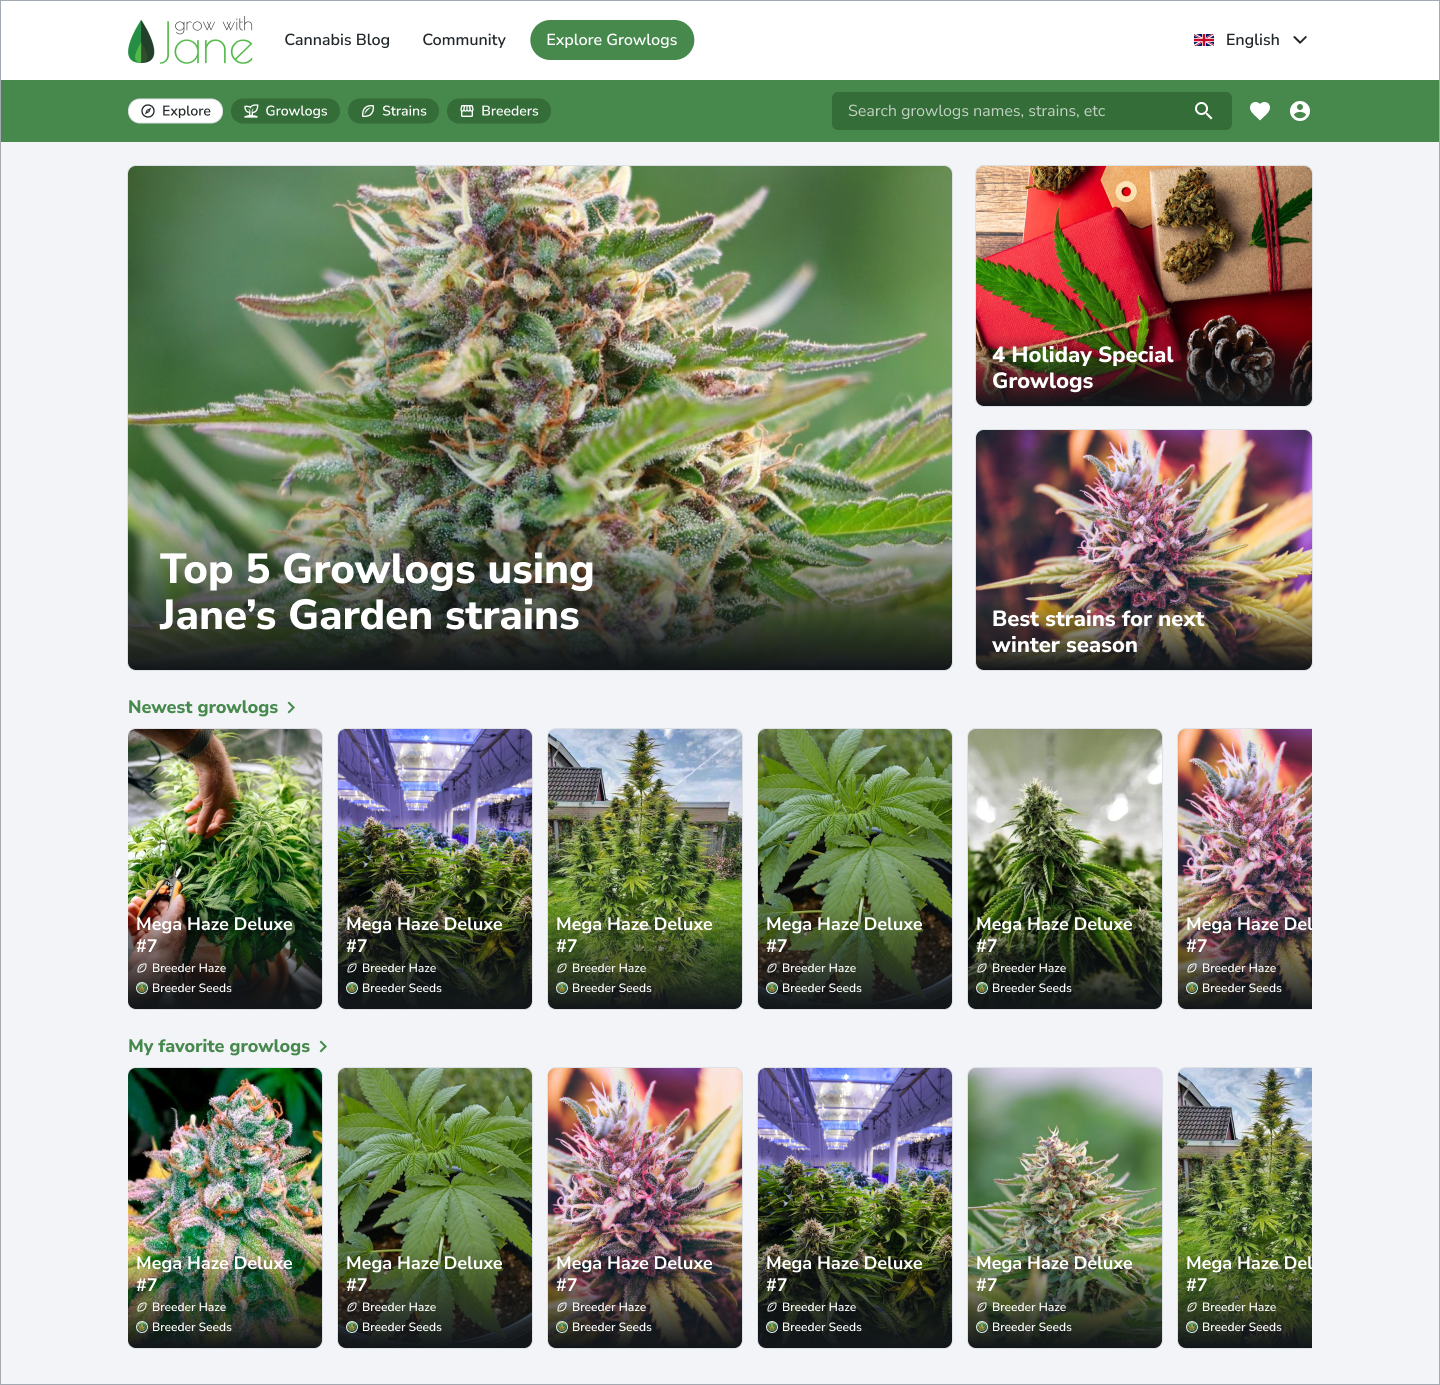 grow with
Jane
Cannabis Blog
Community
Explore Growlogs
English
Explore
Growlogs
Strains
Breeders
Search growlogs names, strains, etc
Top 5 Growlogs using
Jane’s Garden strains
4 Holiday Special
Growlogs
Best strains for next
winter season
Newest growlogs
Mega Haze Deluxe
#7
Breeder Haze
Breeder Seeds
Mega Haze Deluxe
#7
Breeder Haze
Breeder Seeds
Mega Haze Deluxe
#7
Breeder Haze
Breeder Seeds
Mega Haze Deluxe
#7
Breeder Haze
Breeder Seeds
Mega Haze Deluxe
#7
Breeder Haze
Breeder Seeds
Mega Haze Del
#7
Breeder Haze
Breeder Seeds
My favorite growlogs
Mega Haze Deluxe
#7
Breeder Haze
Breeder Seeds
Mega Haze Deluxe
#7
Breeder Haze
Breeder Seeds
Mega Haze Deluxe
#7
Breeder Haze
Breeder Seeds
Mega Haze Deluxe
#7
Breeder Haze
Breeder Seeds
Mega Haze Deluxe
#7
Breeder Haze
Breeder Seeds
Mega Haze Del
#7
Breeder Haze
Breeder Seeds